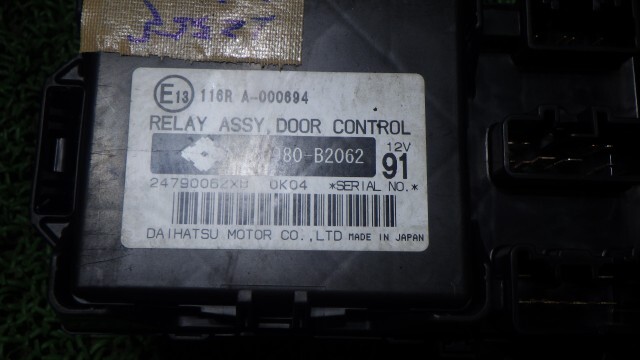 E13 116R A-000694
RELAY ASSY, DOOR CONTROL
980-B2062 12V
91
0K04 *SERIAL NO.*
DAIHATSU MOTOR CO.,LTD MADE IN JAPAN